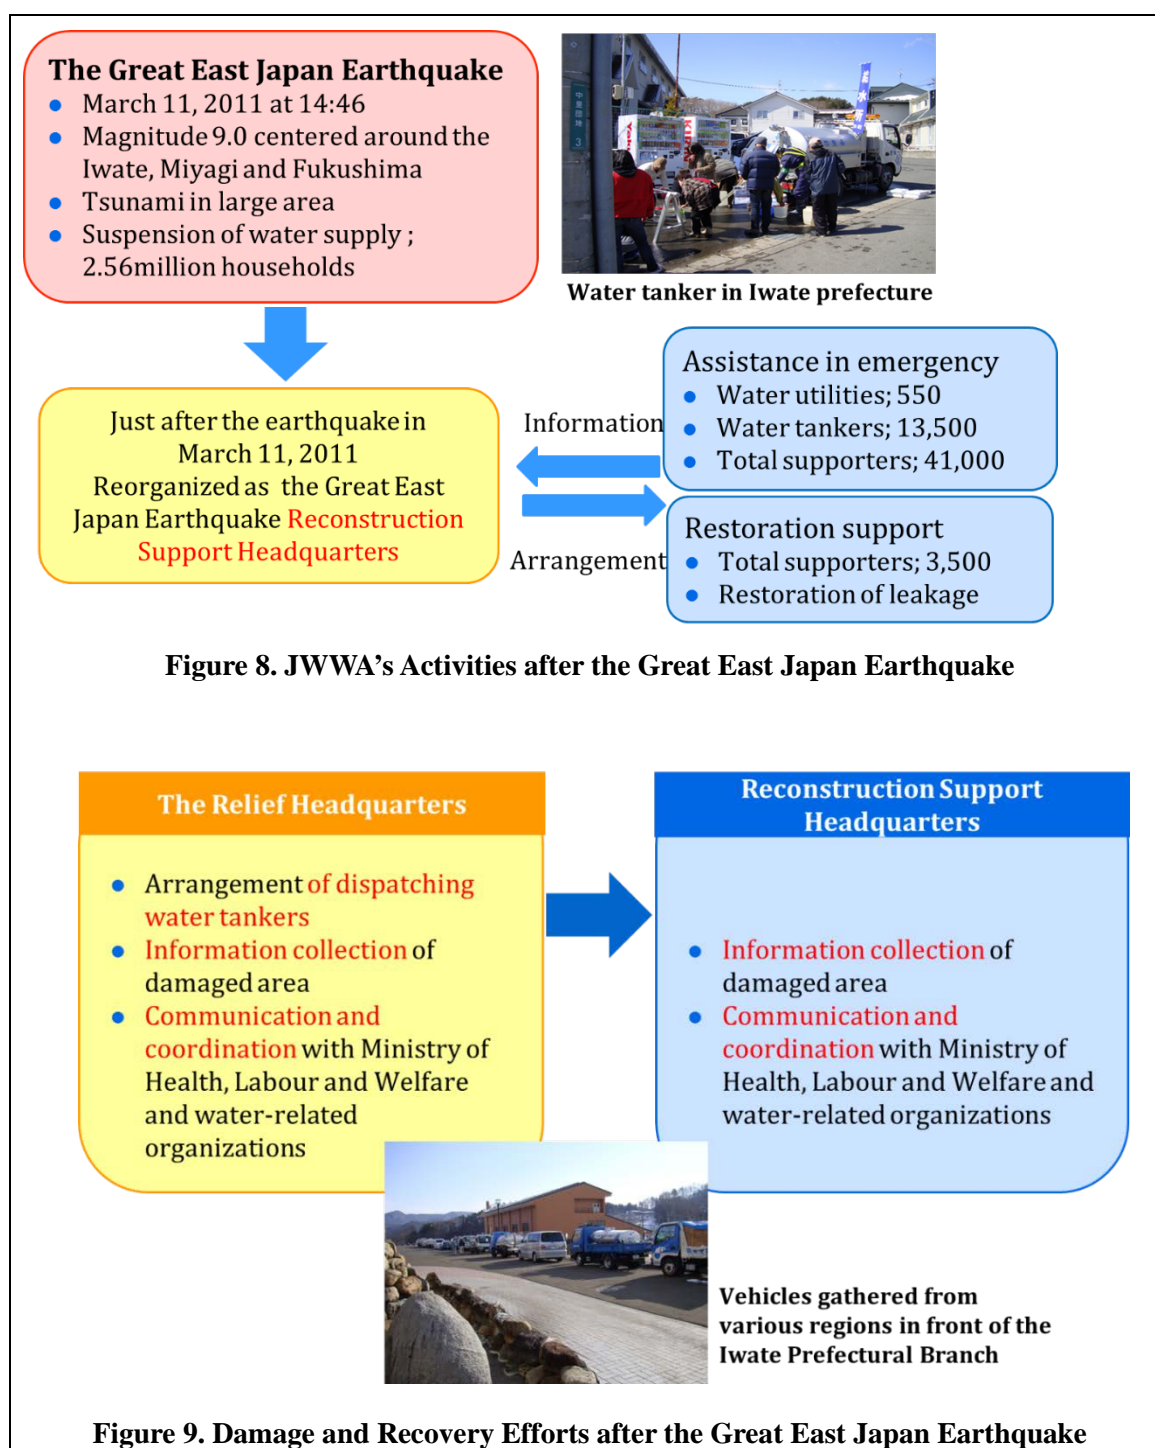 The Great East Japan Earthquake
● March 11, 2011 at 14:46
● Magnitude 9.0 centered around the
Iwate, Miyagi and Fukushima
● Tsunami in large area
● Suspension of water supply ;
2.56million households
中里団地
3
KIRIN
Water tanker in Iwate prefecture
Just after the earthquake in
March 11, 2011
Reorganized as the Great East
Japan Earthquake Reconstruction
Support Headquarters
Information
Arrangement
Assistance in emergency
● Water utilities; 550
● Water tankers; 13,500
● Total supporters; 41,000
Restoration support
● Total supporters; 3,500
● Restoration of leakage
Figure 8. JWWA’s Activities after the Great East Japan Earthquake
The Relief Headquarters
● Arrangement of dispatching
water tankers
● Information collection of
damaged area
● Communication and
coordination with Ministry of
Health, Labour and Welfare
and water-related
organizations
Reconstruction Support
Headquarters
● Information collection of
damaged area
● Communication and
coordination with Ministry of
Health, Labour and Welfare and
water-related organizations
Vehicles gathered from
various regions in front of the
Iwate Prefectural Branch
Figure 9. Damage and Recovery Efforts after the Great East Japan Earthquake